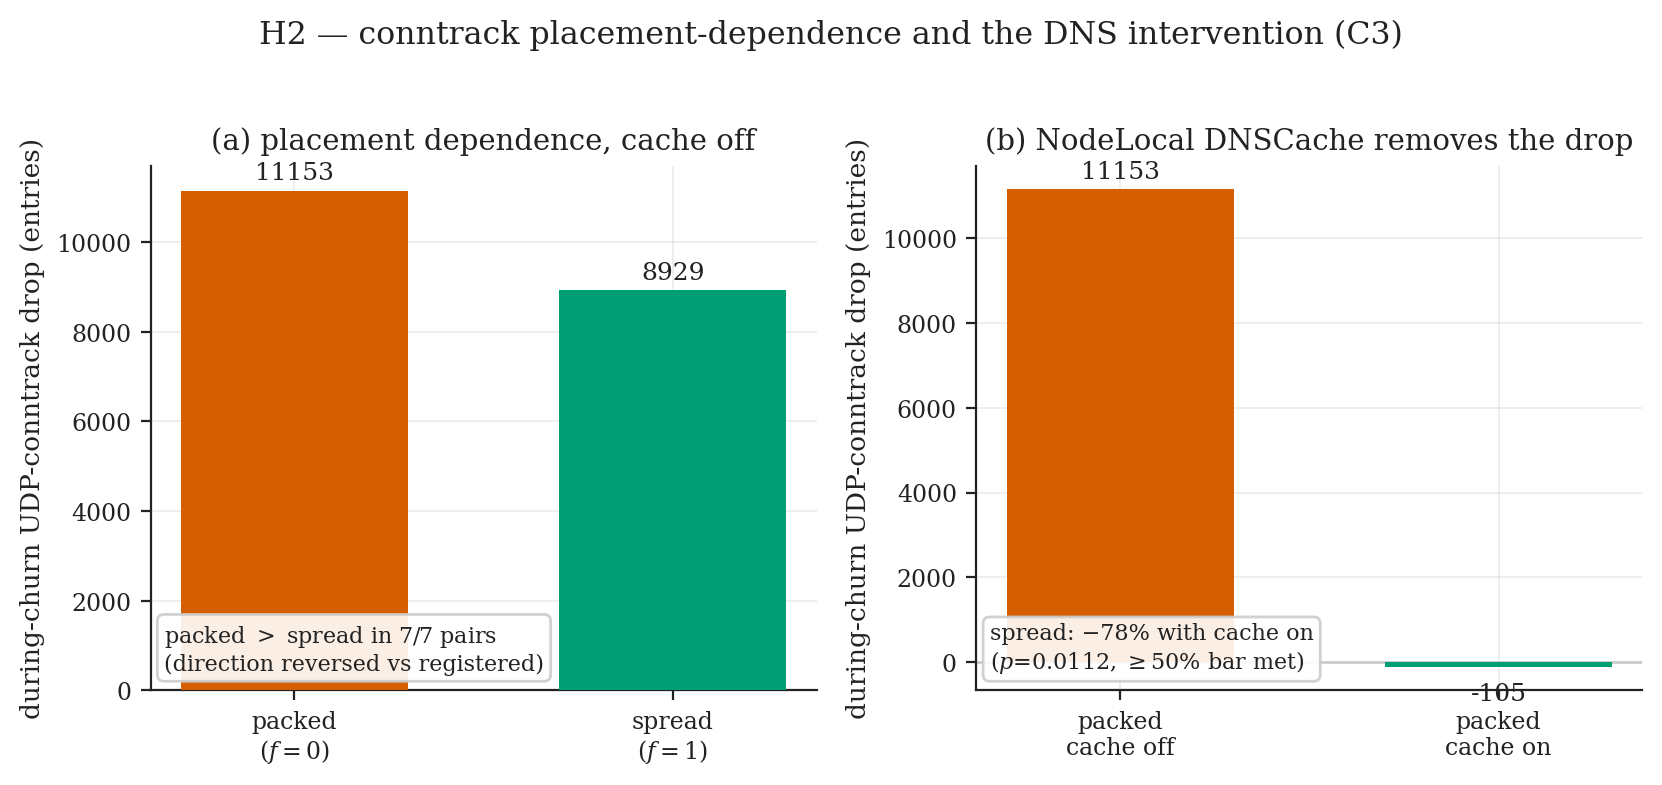 H2 — conntrack placement-dependence and the DNS intervention (C3)
(a) placement dependence, cache off
during-churn UDP-conntrack drop (entries)
10000
8000
6000
4000
2000
0
11153
8929
packed > spread in 7/7 pairs
(direction reversed vs registered)
packed
(f = 0)
spread
(f = 1)
(b) NodeLocal DNSCache removes the drop
during-churn UDP-conntrack drop (entries)
10000
8000
6000
4000
2000
0
11153
-105
spread: −78% with cache on
(p=0.0112, ≥50% bar met)
packed
cache off
packed
cache on